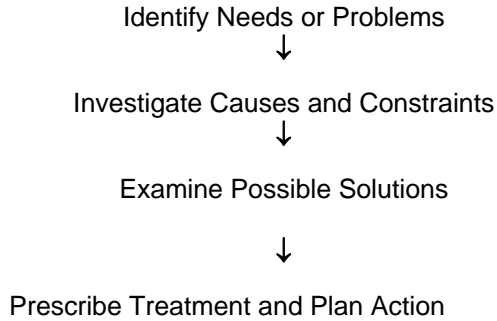 Identify Needs or Problems
↓
Investigate Causes and Constraints
↓
Examine Possible Solutions
↓
Prescribe Treatment and Plan Action